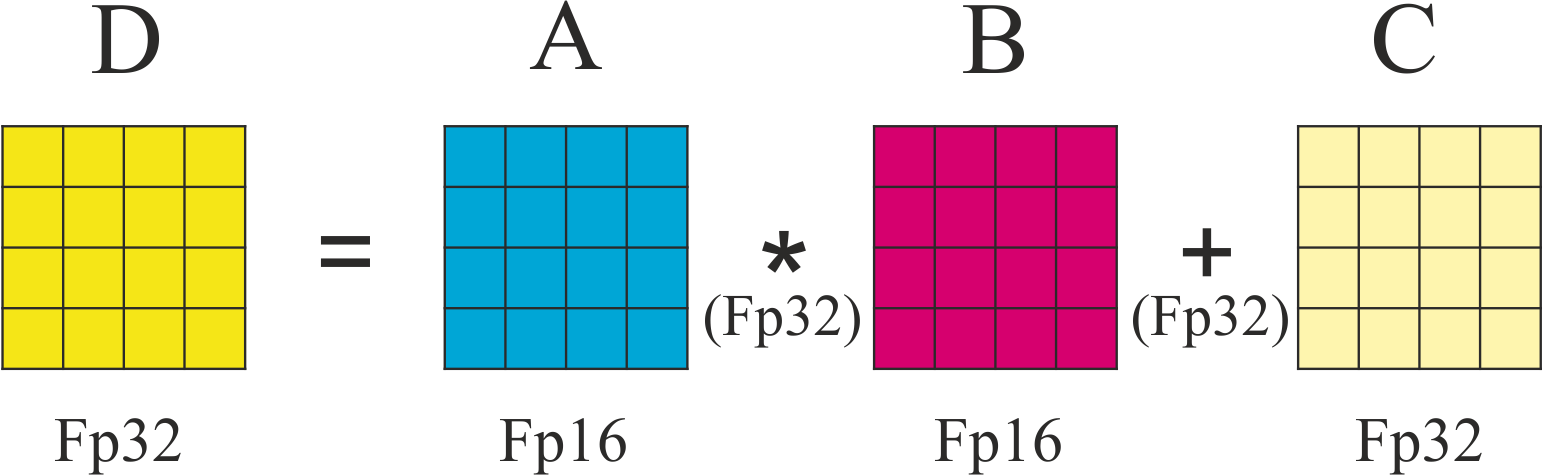 D A B C
= * +
(Fp32) (Fp32)
Fp32 Fp16 Fp16 Fp32